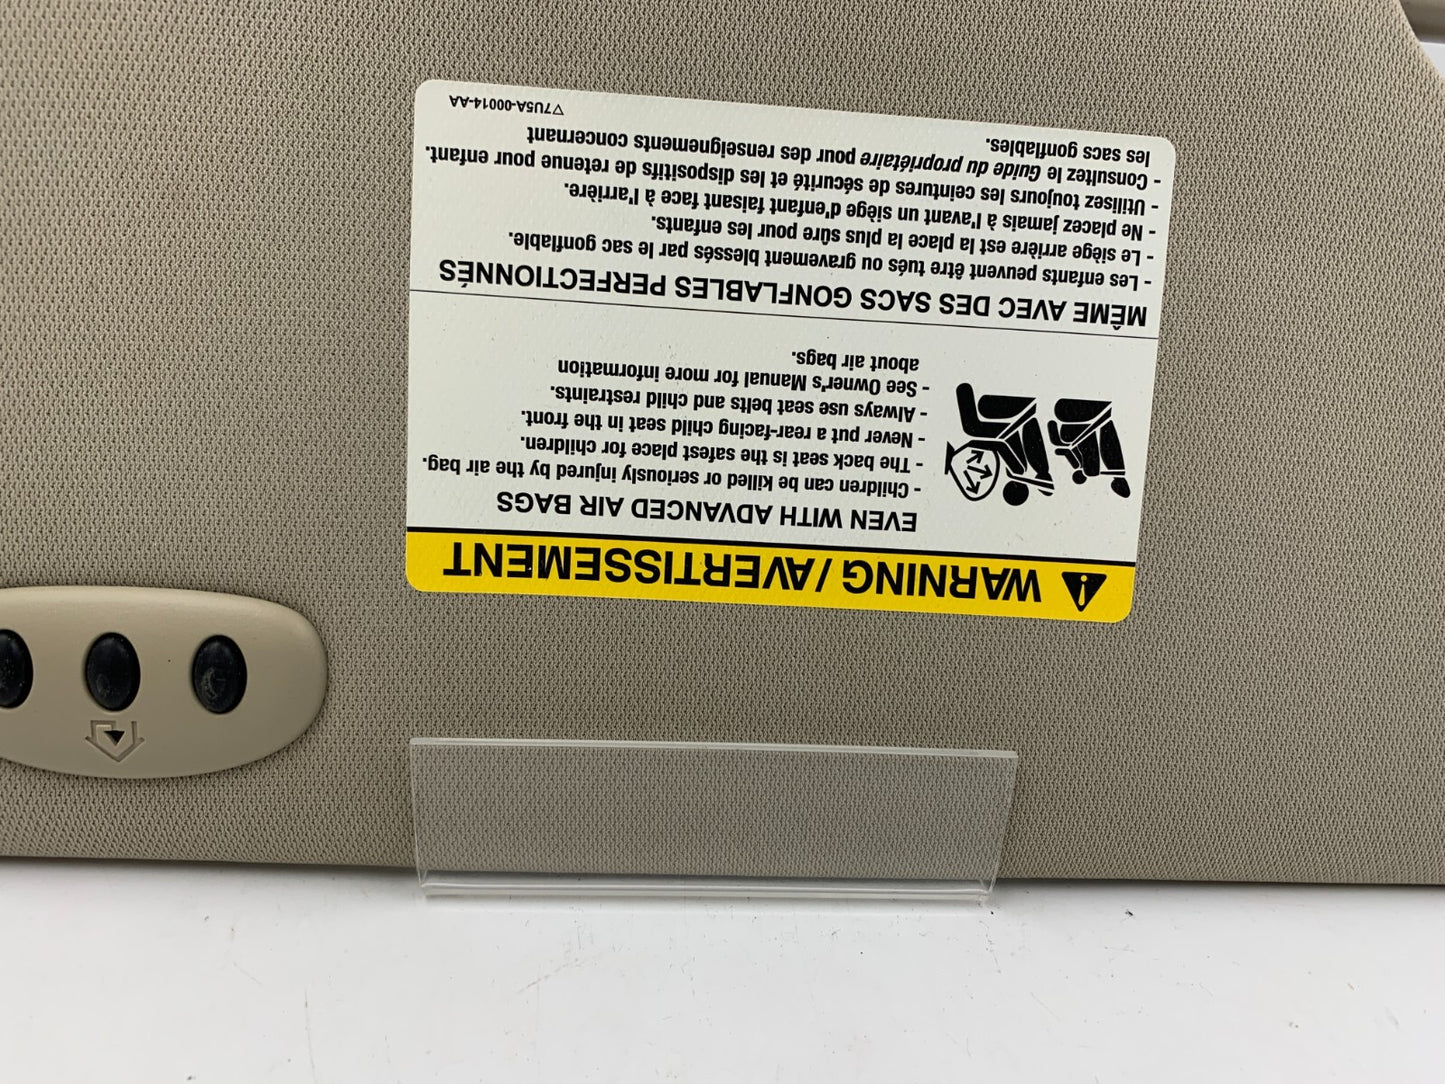 WARNING / AVERTISSEMENT
EVEN WITH ADVANCED AIR BAGS
- Children can be killed or seriously injured by the air bag.
- The back seat is the safest place for children.
- Never put a rear-facing child seat in the front.
- Always use seat belts and child restraints.
- See Owner's Manual for more information
about air bags.
MÊME AVEC DES SACS GONFLABLES PERFECTIONNÉS
- Les enfants peuvent être tués ou gravement blessés par le sac gonflable.
- Le siège arrière est la place la plus sûre pour les enfants.
- Ne placez jamais à l'avant un siège d'enfant faisant face à l'arrière.
- Utilisez toujours les ceintures de sécurité et les dispositifs de retenue pour enfant.
- Consultez le Guide du propriétaire pour des renseignements concernant
les sacs gonflables.
▽7U5A-00014-AA